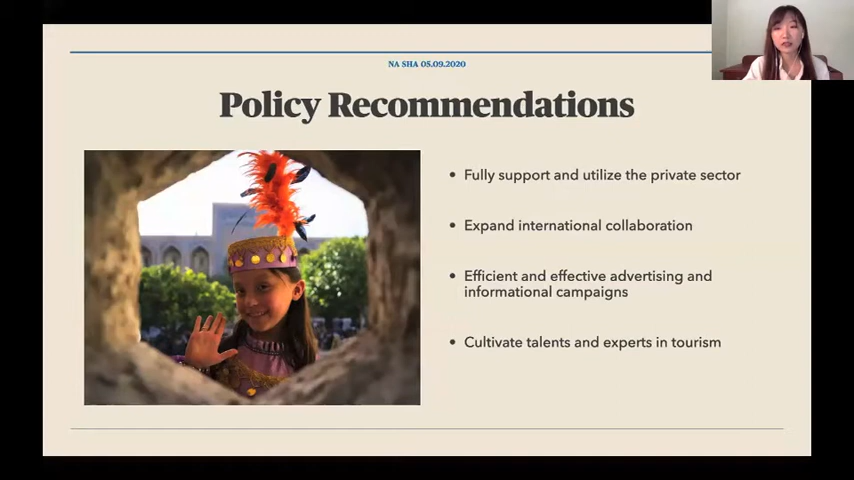 NA SHA 05.09.2020
Policy Recommendations
• Fully support and utilize the private sector
• Expand international collaboration
• Efficient and effective advertising and
informational campaigns
• Cultivate talents and experts in tourism